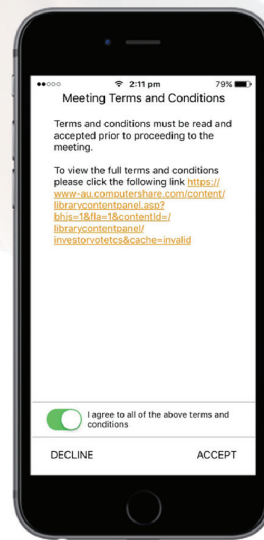 2:11 pm
79%
Meeting Terms and Conditions
Terms and conditions must be read and
accepted prior to proceeding to the
meeting.
To view the full terms and conditions
please click the following link https://
www-au.computershare.com/content/
librarycontentpanel.asp?
bhjs=1&fla=1&contentId=/
librarycontentpanel/
investorvotetcs&cache=invalid
I agree to all of the above terms and
conditions
DECLINE
ACCEPT